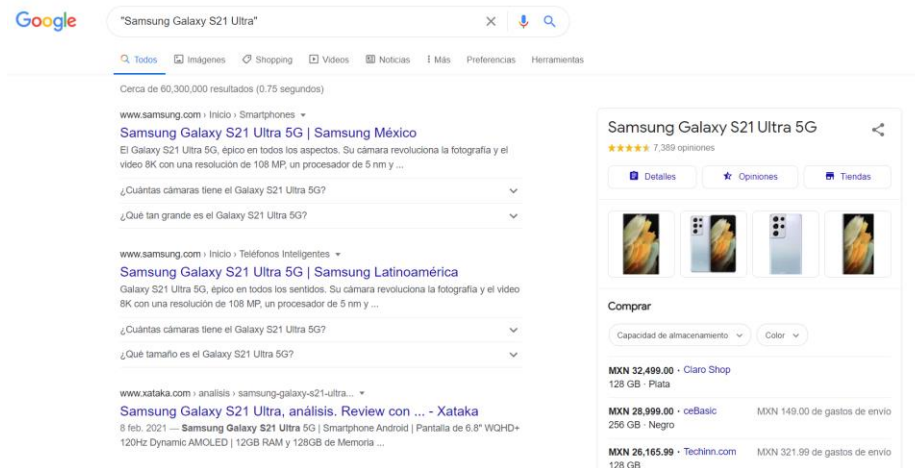 Google
"Samsung Galaxy S21 Ultra"
Todos Imágenes Shopping Videos Noticias Más Preferencias Herramientas
Cerca de 60,300,000 resultados (0.75 segundos)
www.samsung.com › Inicio › Smartphones
Samsung Galaxy S21 Ultra 5G | Samsung México
El Galaxy S21 Ultra 5G, épico en todos los aspectos. Su cámara revoluciona la fotografía y el
video 8K con una resolución de 108 MP, un procesador de 5 nm y ...
¿Cuántas cámaras tiene el Galaxy S21 Ultra 5G?
¿Qué tan grande es el Galaxy S21 Ultra 5G?
www.samsung.com › Inicio › Teléfonos Inteligentes
Samsung Galaxy S21 Ultra 5G | Samsung Latinoamérica
Galaxy S21 Ultra 5G, épico en todos los sentidos. Su cámara revoluciona la fotografía y el video
8K con una resolución de 108 MP, un procesador de 5 nm y ...
¿Cuántas cámaras tiene el Galaxy S21 Ultra 5G?
¿Qué tamaño es el Galaxy S21 Ultra 5G?
www.xataka.com › analisis › samsung-galaxy-s21-ultra...
Samsung Galaxy S21 Ultra, análisis. Review con ... - Xataka
8 feb. 2021 — Samsung Galaxy S21 Ultra 5G | Smartphone Android | Pantalla de 6.8" WQHD+
120Hz Dynamic AMOLED | 12GB RAM y 128GB de Memoria ...
Samsung Galaxy S21 Ultra 5G
7,389 opiniones
Detalles Opiniones Tiendas
Comprar
Capacidad de almacenamiento Color
MXN 32,499.00 · Claro Shop
128 GB · Plata
MXN 28,999.00 · ceBasic MXN 149.00 de gastos de envío
256 GB · Negro
MXN 26,165.99 · Techinn.com MXN 321.99 de gastos de envío
128 GB